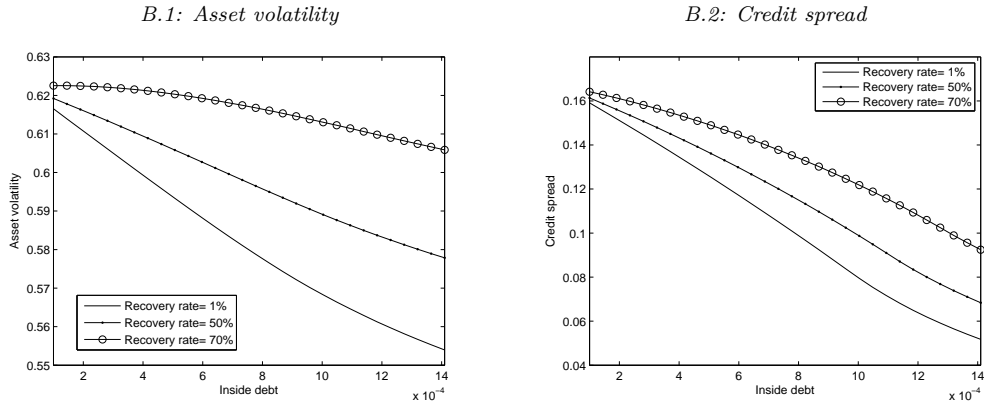 B.1: Asset volatility
0.63
0.62
0.61
0.6
0.59
0.58
0.57
0.56
0.55
Asset volatility
Recovery rate= 1%
Recovery rate= 50%
Recovery rate= 70%
2 4 6 8 10 12 14
Inside debt
x 10⁻⁴
B.2: Credit spread
0.16
0.14
0.12
0.1
0.08
0.06
0.04
Credit spread
Recovery rate= 1%
Recovery rate= 50%
Recovery rate= 70%
2 4 6 8 10 12 14
Inside debt
x 10⁻⁴